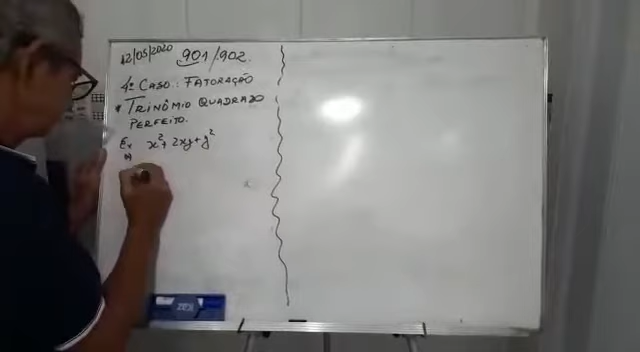 12/05/2020 901/902.
4º CASO: FATORAÇÃO
* TRINÔMIO QUADRADO
PERFEITO.
Ex x²+2xy+y²